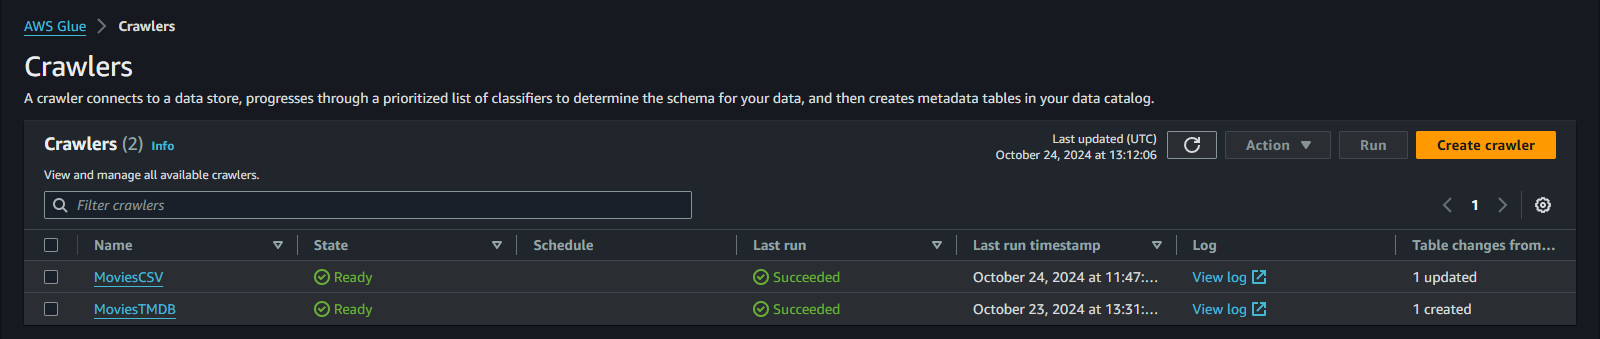 AWS Glue > Crawlers
Crawlers
A crawler connects to a data store, progresses through a prioritized list of classifiers to determine the schema for your data, and then creates metadata tables in your data catalog.
Crawlers (2) Info
Last updated (UTC)
October 24, 2024 at 13:12:06
Action
Run
Create crawler
View and manage all available crawlers.
Filter crawlers
1
Name State Schedule Last run Last run timestamp Log Table changes from...
MoviesCSV Ready Succeeded October 24, 2024 at 11:47:... View log 1 updated
MoviesTMDB Ready Succeeded October 23, 2024 at 13:31:... View log 1 created